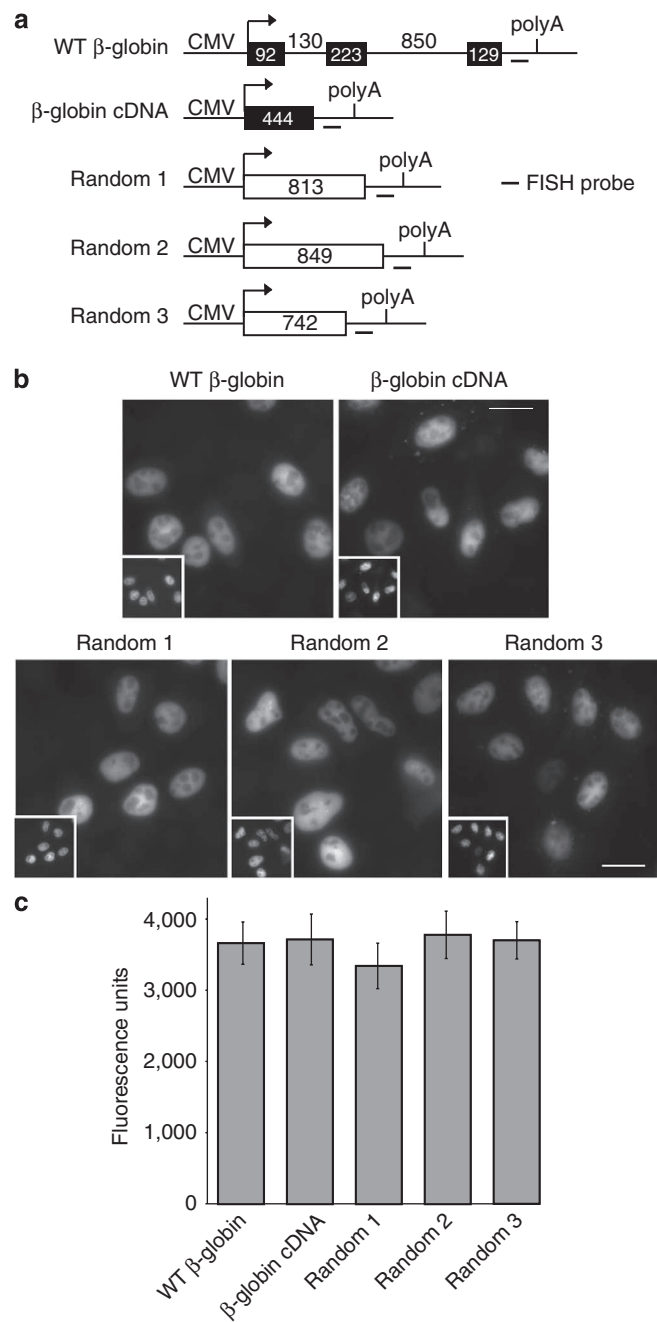 a
WT β-globin CMV 92 130 223 850 129 polyA
β-globin cDNA CMV 444 polyA
Random 1 CMV 813 polyA
FISH probe
Random 2 CMV 849 polyA
Random 3 CMV 742 polyA
b
WT β-globin β-globin cDNA
Random 1 Random 2 Random 3
c
Fluorescence units
4,000
3,000
2,000
1,000
0
WT β-globin
β-globin cDNA
Random 1
Random 2
Random 3